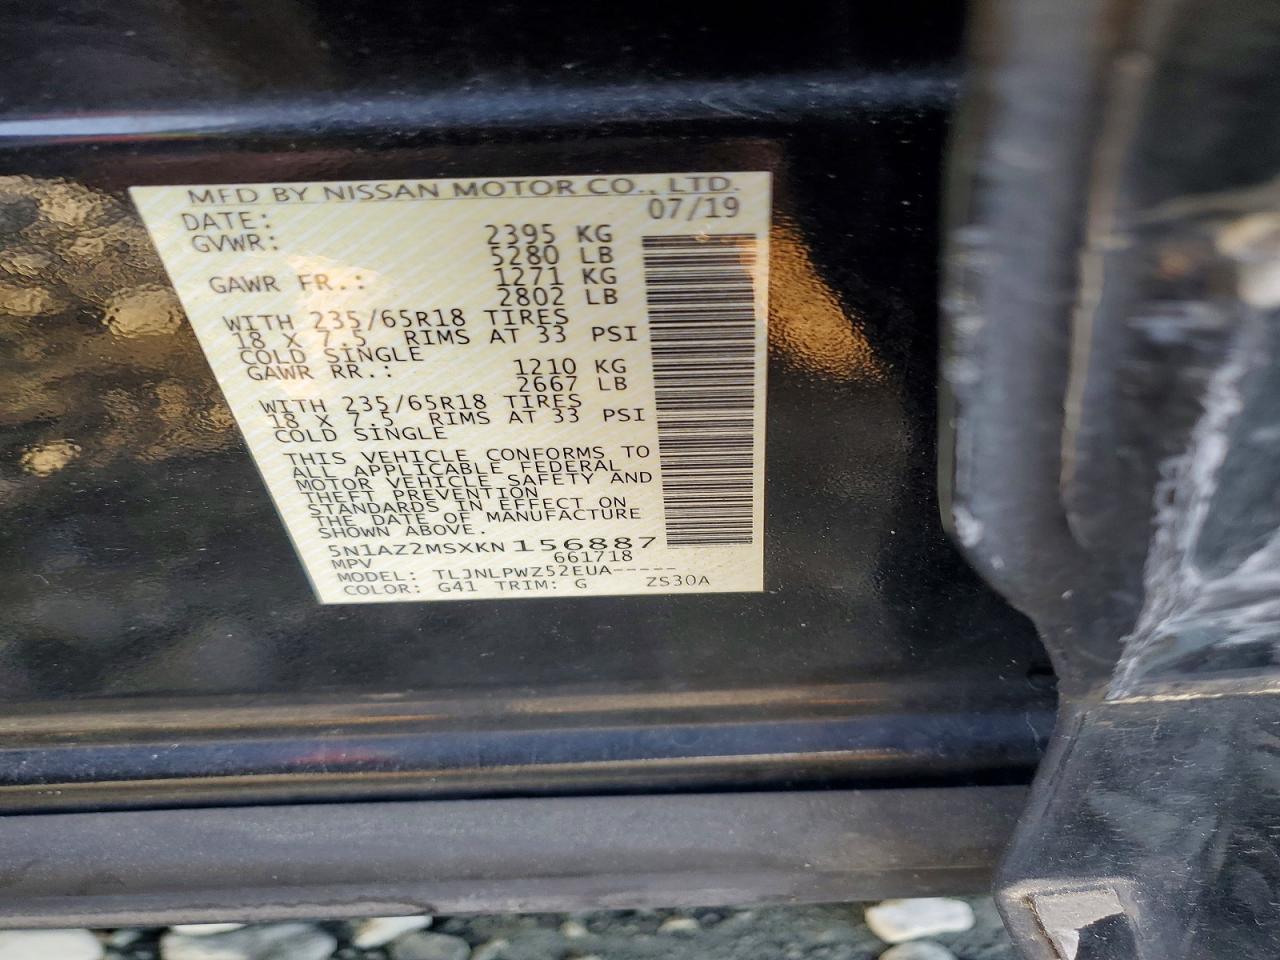 MFD BY NISSAN MOTOR CO., LTD.
DATE: 07/19
GVWR: 2395 KG
5280 LB
GAWR FR.: 1271 KG
2802 LB
WITH 235/65R18 TIRES
18 X 7.5 RIMS AT 33 PSI
COLD SINGLE
GAWR RR.: 1210 KG
2667 LB
WITH 235/65R18 TIRES
18 X 7.5 RIMS AT 33 PSI
COLD SINGLE
THIS VEHICLE CONFORMS TO
ALL APPLICABLE FEDERAL
MOTOR VEHICLE SAFETY AND
THEFT PREVENTION
STANDARDS IN EFFECT ON
THE DATE OF MANUFACTURE
SHOWN ABOVE.
5N1AZ2MSXKN156887
MPV 661718
MODEL: TLJNLPWZ52EUA-----
COLOR: G41 TRIM: G ZS30A